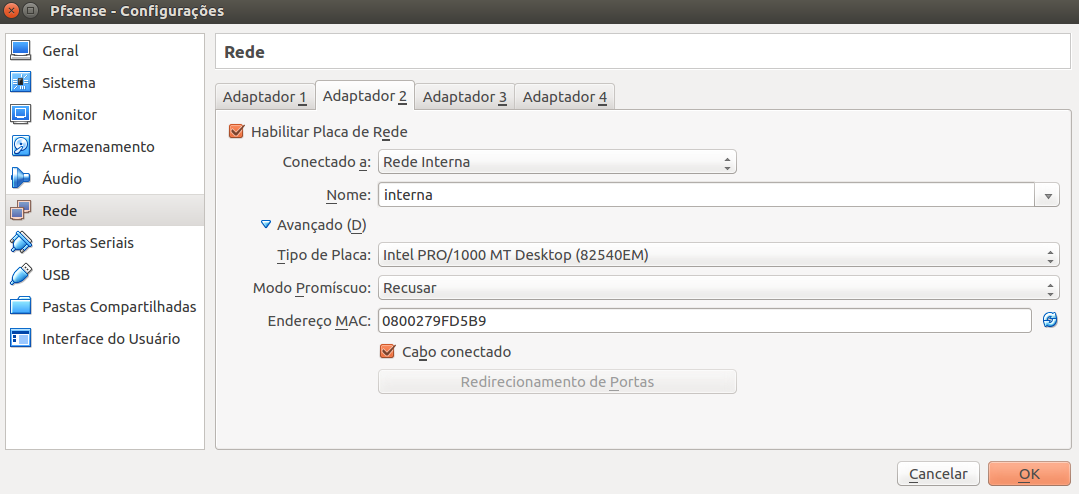 Pfsense - Configurações
Geral
Sistema
Monitor
Armazenamento
Áudio
Rede
Portas Seriais
USB
Pastas Compartilhadas
Interface do Usuário
Rede
Adaptador 1 Adaptador 2 Adaptador 3 Adaptador 4
Habilitar Placa de Rede
Conectado a: Rede Interna
Nome: interna
Avançado (D)
Tipo de Placa: Intel PRO/1000 MT Desktop (82540EM)
Modo Promíscuo: Recusar
Endereço MAC: 0800279FD5B9
Cabo conectado
Redirecionamento de Portas
Cancelar OK